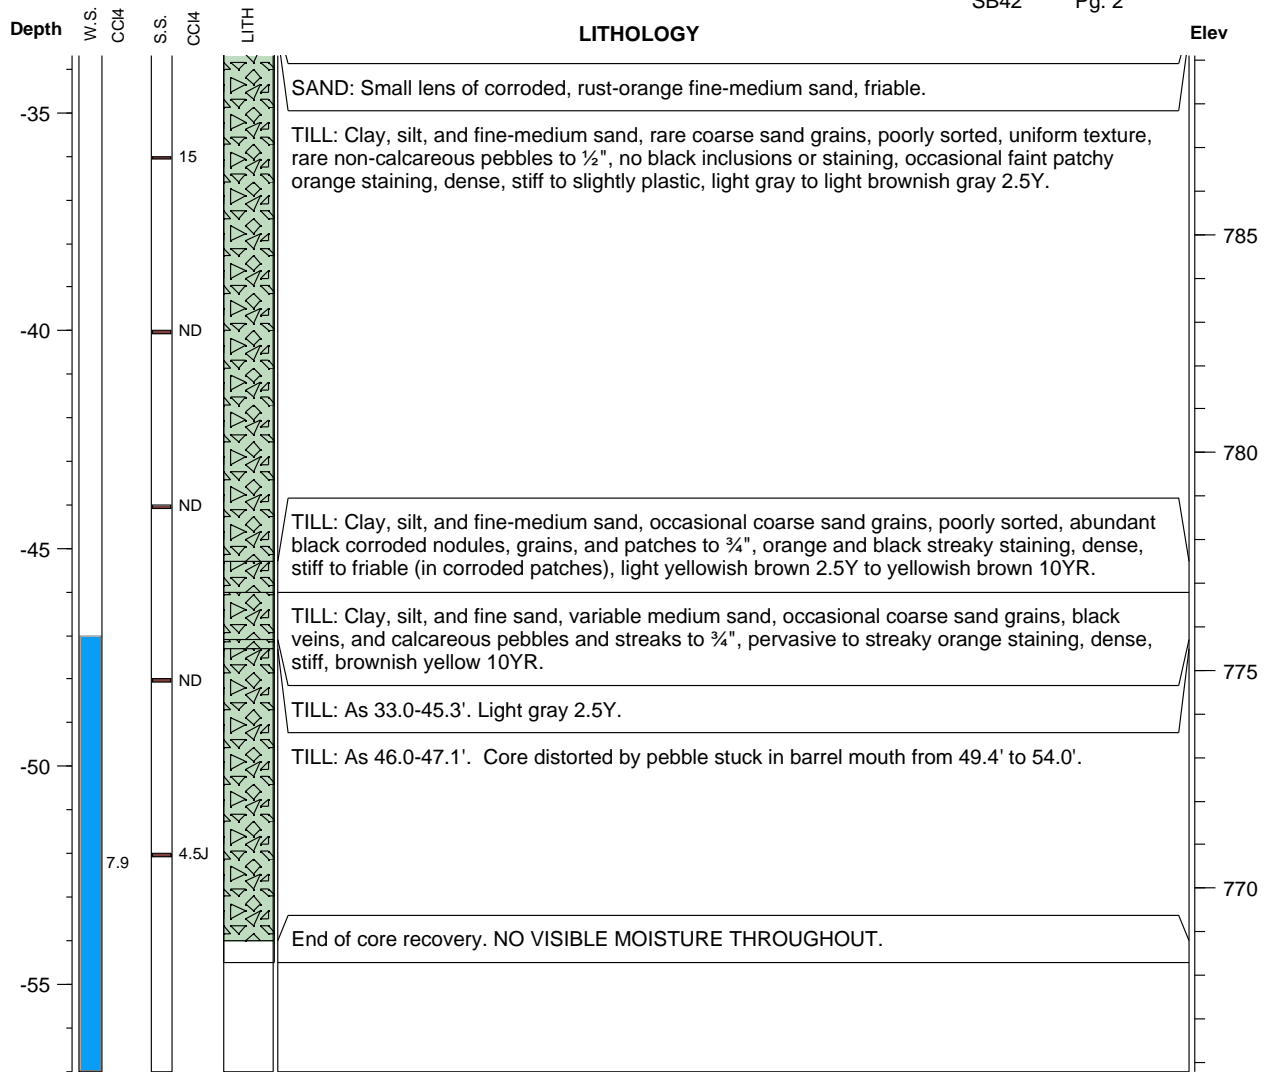 SB42 Pg. 2
Depth W.S. CCl4 S.S. CCl4 LITH LITHOLOGY Elev
SAND: Small lens of corroded, rust-orange fine-medium sand, friable.
-35
TILL: Clay, silt, and fine-medium sand, rare coarse sand grains, poorly sorted, uniform texture,
15
rare non-calcareous pebbles to ½", no black inclusions or staining, occasional faint patchy
orange staining, dense, stiff to slightly plastic, light gray to light brownish gray 2.5Y.
785
-40
ND
780
ND
TILL: Clay, silt, and fine-medium sand, occasional coarse sand grains, poorly sorted, abundant
-45
black corroded nodules, grains, and patches to ¾", orange and black streaky staining, dense,
stiff to friable (in corroded patches), light yellowish brown 2.5Y to yellowish brown 10YR.
TILL: Clay, silt, and fine sand, variable medium sand, occasional coarse sand grains, black
veins, and calcareous pebbles and streaks to ¾", pervasive to streaky orange staining, dense,
stiff, brownish yellow 10YR.
775
ND
TILL: As 33.0-45.3'. Light gray 2.5Y.
TILL: As 46.0-47.1'. Core distorted by pebble stuck in barrel mouth from 49.4' to 54.0'.
-50
4.5J
7.9
770
End of core recovery. NO VISIBLE MOISTURE THROUGHOUT.
-55